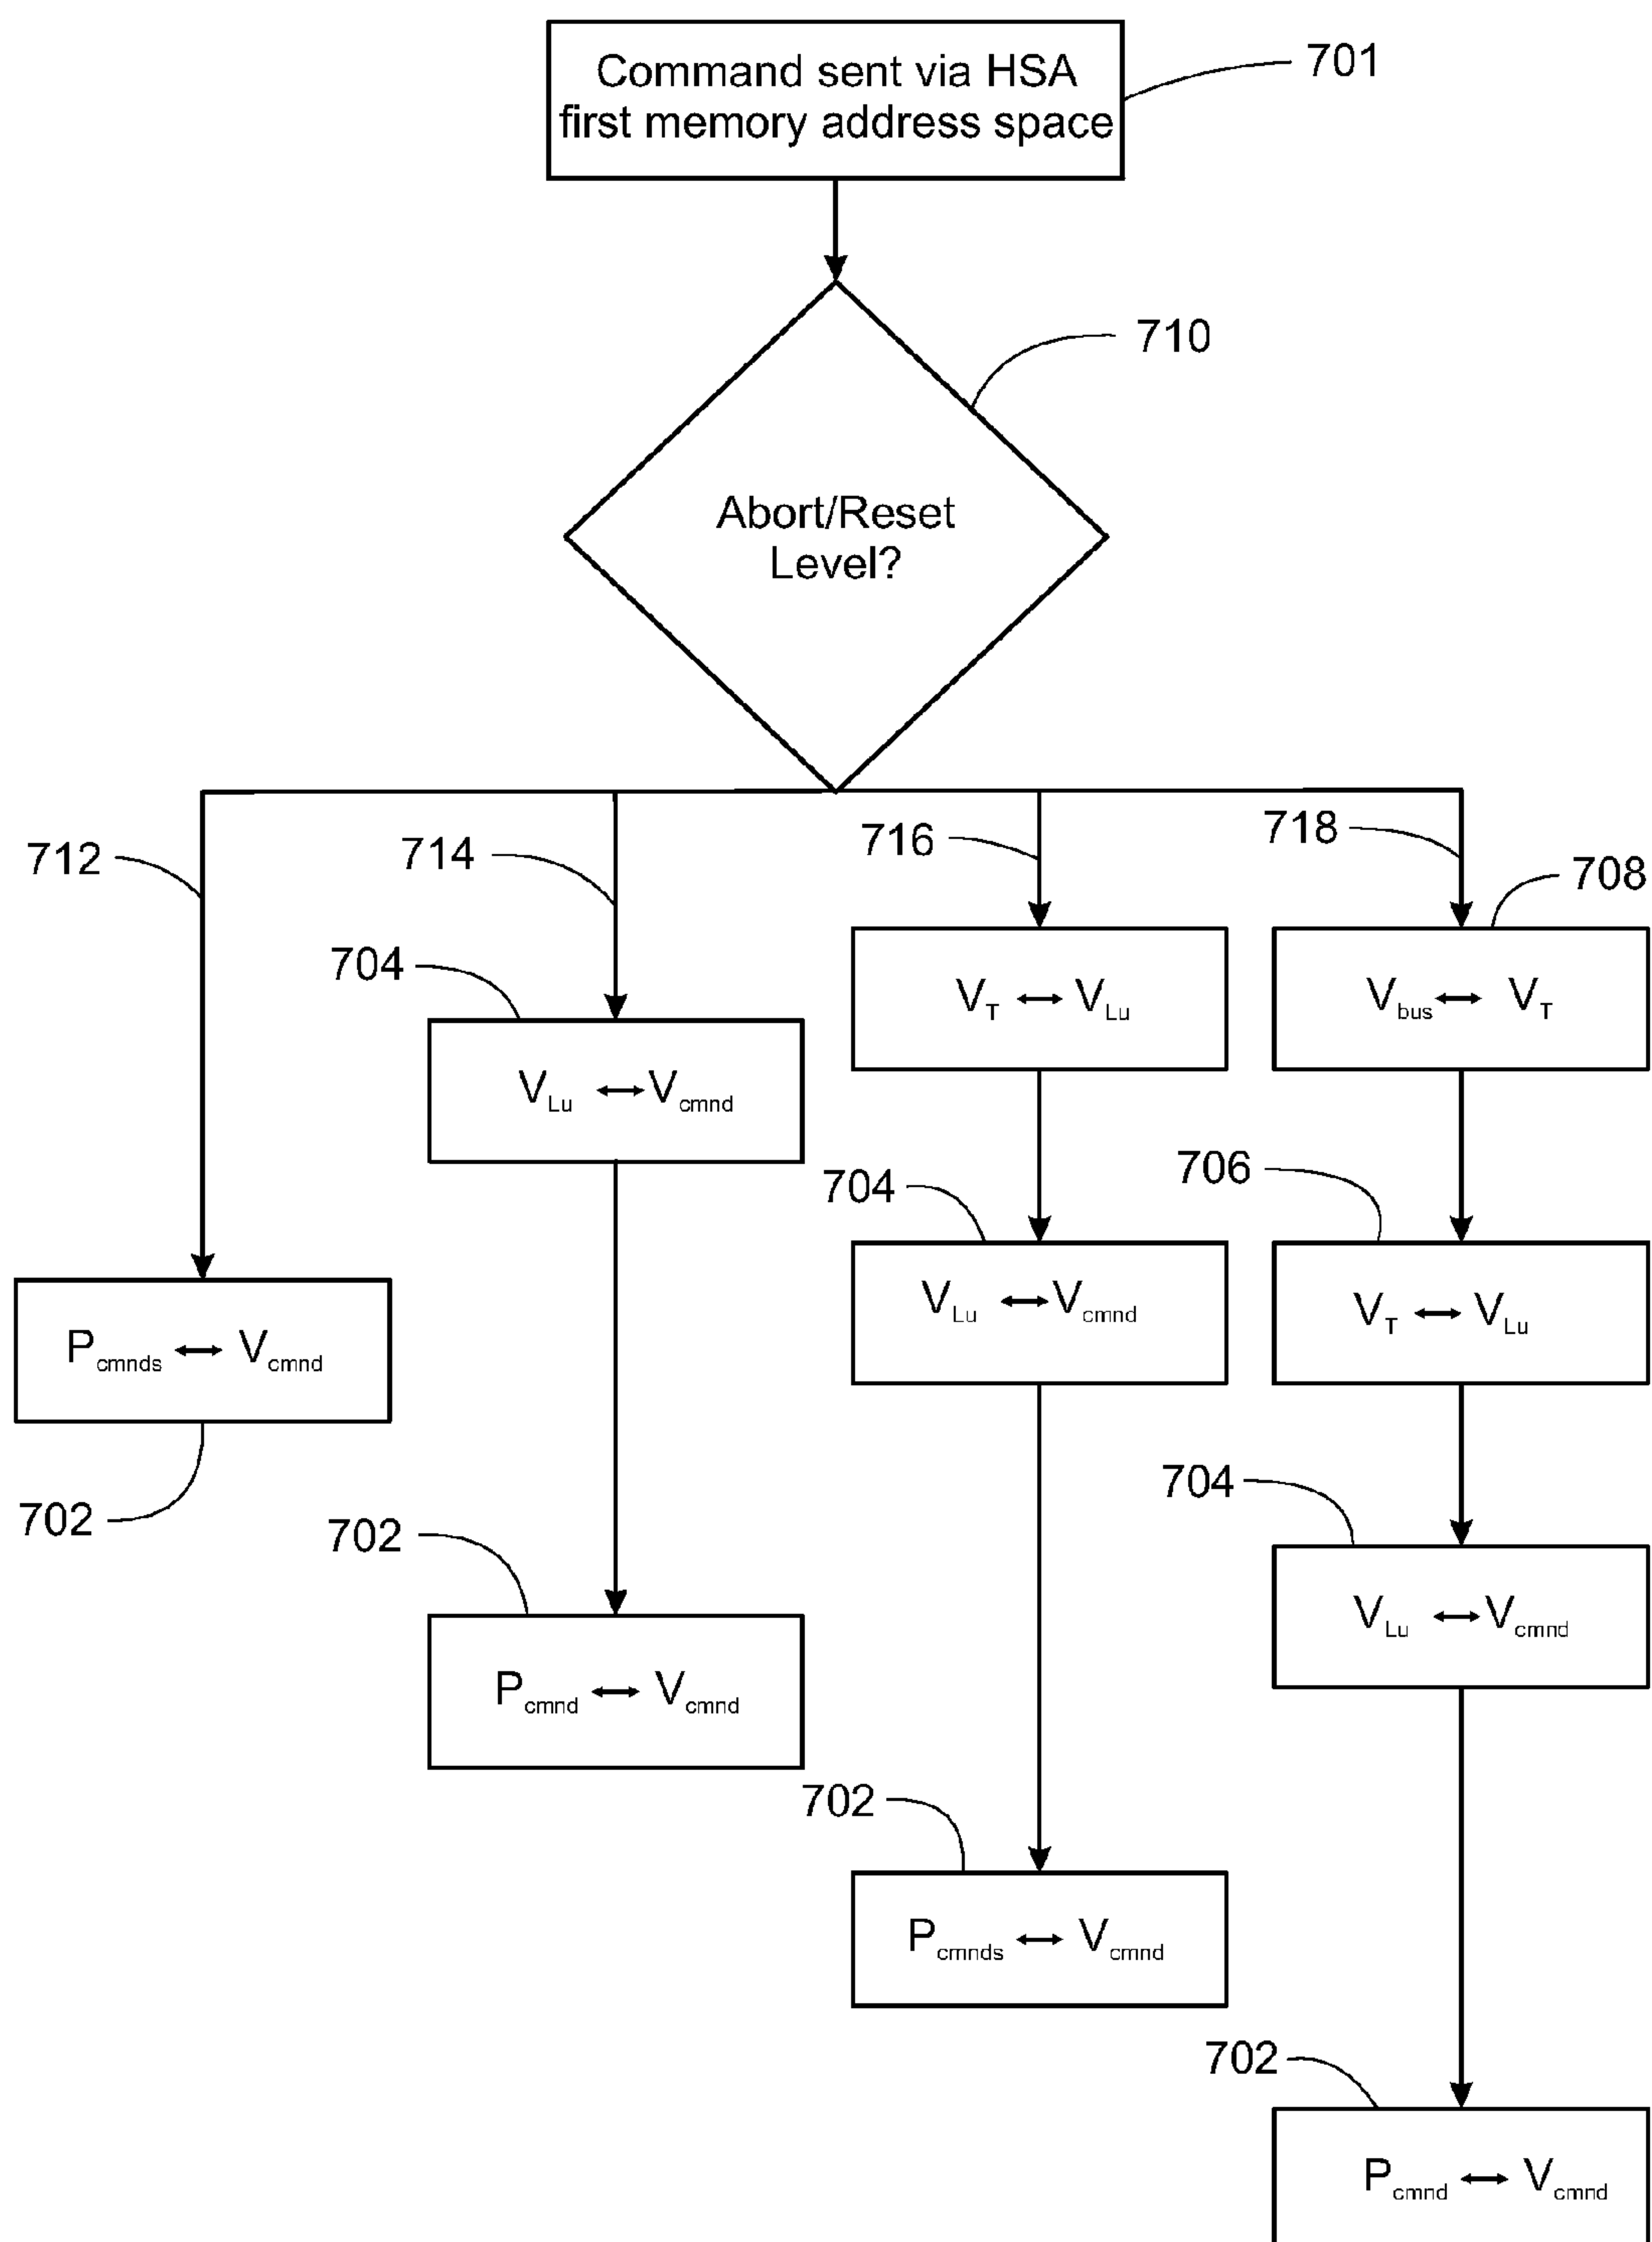 Command sent via HSA
first memory address space
701
710
Abort/Reset
Level?
712
714
716
718
708
704
V_T ↔ V_Lu
V_bus ↔ V_T
V_Lu ↔ V_cmnd
704
706
P_cmnds ↔ V_cmnd
V_Lu ↔ V_cmnd
V_T ↔ V_Lu
702
702
704
P_cmnd ↔ V_cmnd
V_Lu ↔ V_cmnd
702
P_cmnds ↔ V_cmnd
702
P_cmnd ↔ V_cmnd